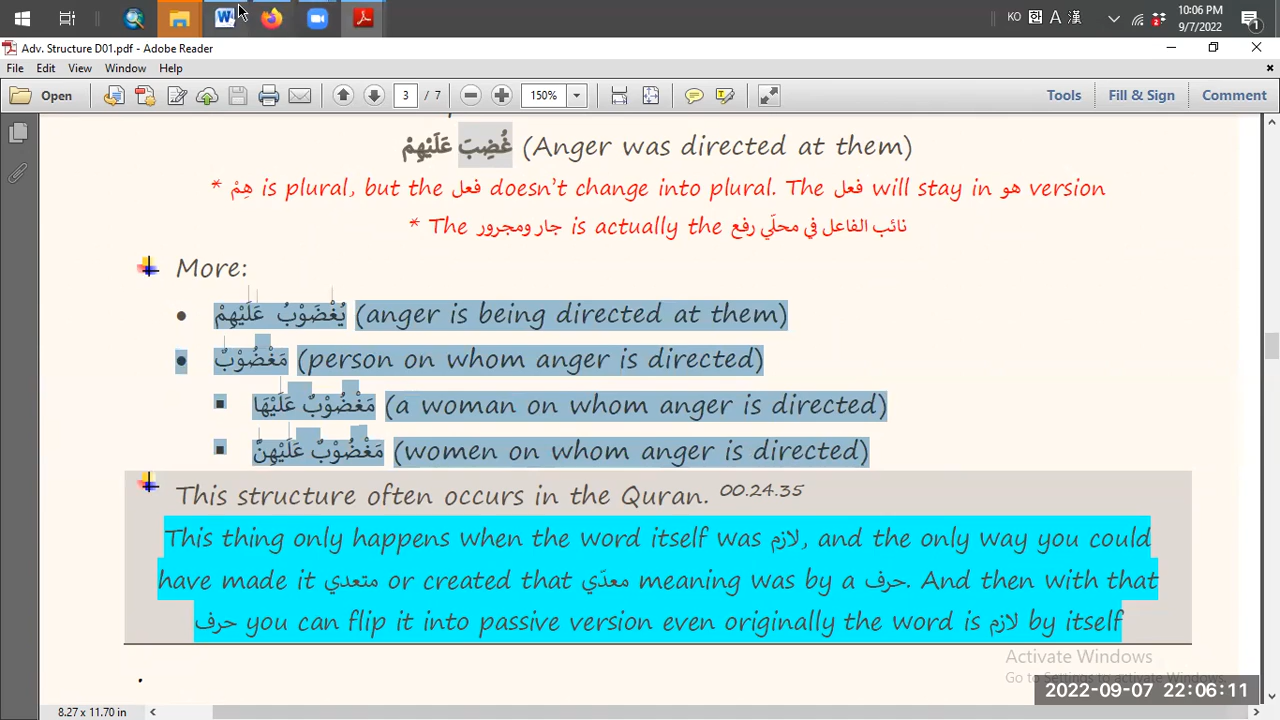 KO A 漢
10:06 PM
9/7/2022
Adv. Structure D01.pdf - Adobe Reader
File Edit View Window Help
Open 3 / 7 150% Tools Fill & Sign Comment
غُضِبَ عَلَيْهِمْ (Anger was directed at them)
* هِمْ is plural, but the فعل doesn't change into plural. The فعل will stay in هو version
* The جار ومجرور is actually the نائب الفاعل في محلّي رفع
More:
• يُغْضَوْبُ عَلَيْهِمْ (anger is being directed at them)
• مَغْضُوْبٌ (person on whom anger is directed)
▪ مَغْضُوْبٌ عَلَيْهَا (a woman on whom anger is directed)
▪ مَغْضُوْبٌ عَلَيْهِنَّ (women on whom anger is directed)
This structure often occurs in the Quran. 00.24.35
This thing only happens when the word itself was لازم, and the only way you could
have made it متعدي or created that معدّي meaning was by a حرف. And then with that
حرف you can flip it into passive version even originally the word is لازم by itself
.
Activate Windows
Go to Settings to activate Windows.
2022-09-07 22:06:11
8.27 x 11.70 in